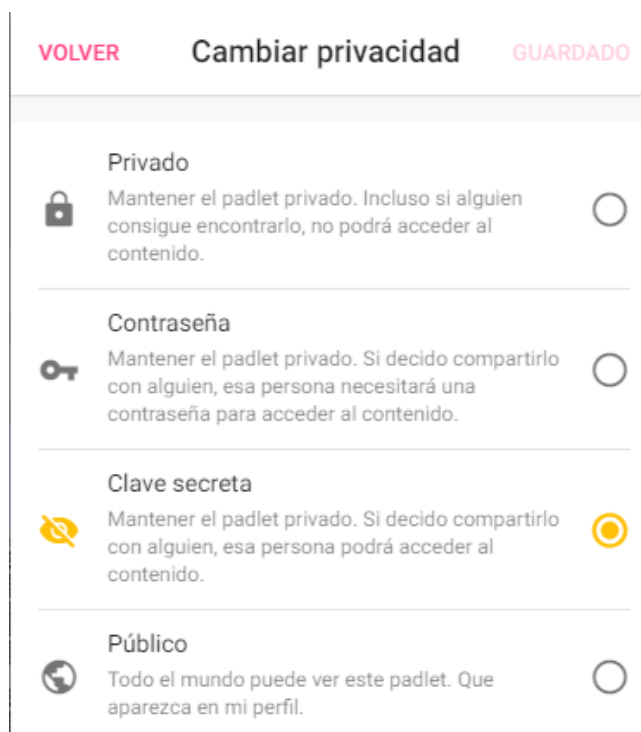 VOLVER Cambiar privacidad GUARDADO
Privado
Mantener el padlet privado. Incluso si alguien
consigue encontrarlo, no podrá acceder al
contenido.
Contraseña
Mantener el padlet privado. Si decido compartirlo
con alguien, esa persona necesitará una
contraseña para acceder al contenido.
Clave secreta
Mantener el padlet privado. Si decido compartirlo
con alguien, esa persona podrá acceder al
contenido.
Público
Todo el mundo puede ver este padlet. Que
aparezca en mi perfil.